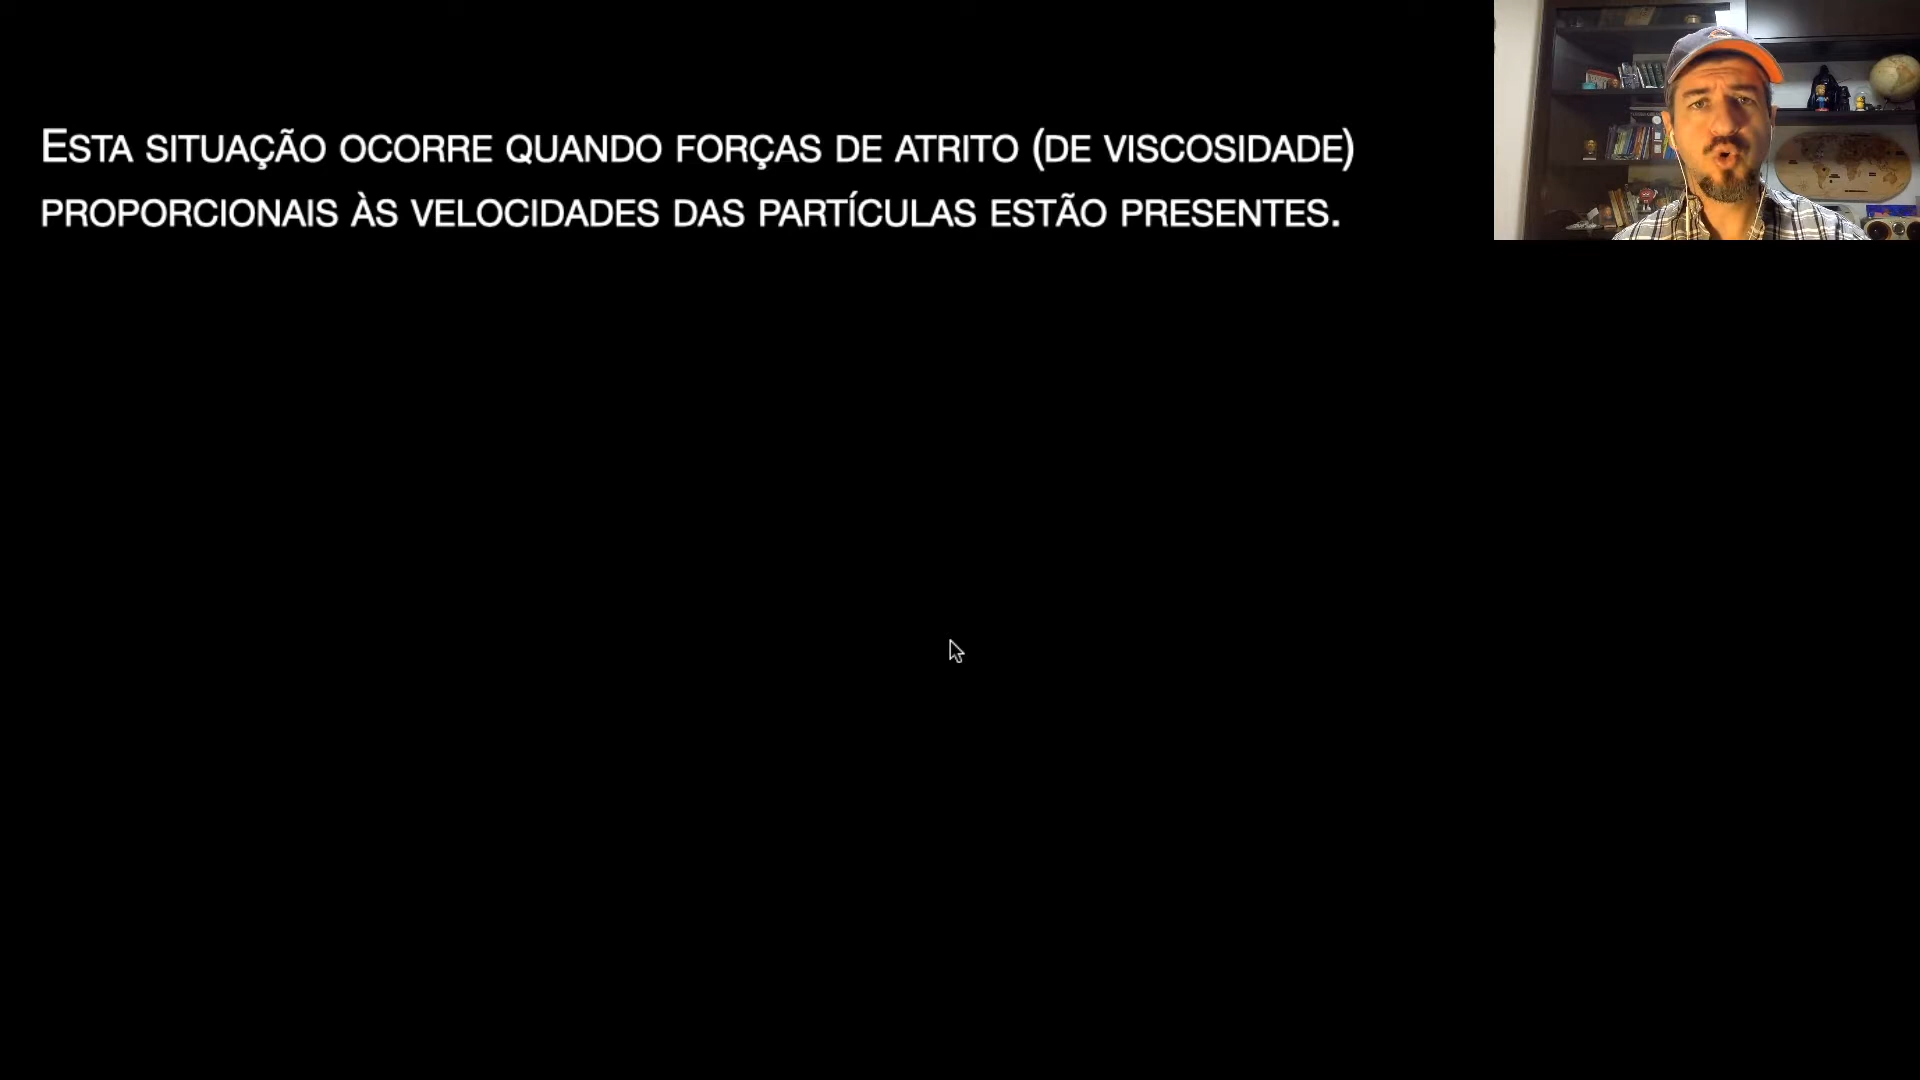 ESTA SITUAÇÃO OCORRE QUANDO FORÇAS DE ATRITO (DE VISCOSIDADE)
PROPORCIONAIS ÀS VELOCIDADES DAS PARTÍCULAS ESTÃO PRESENTES.